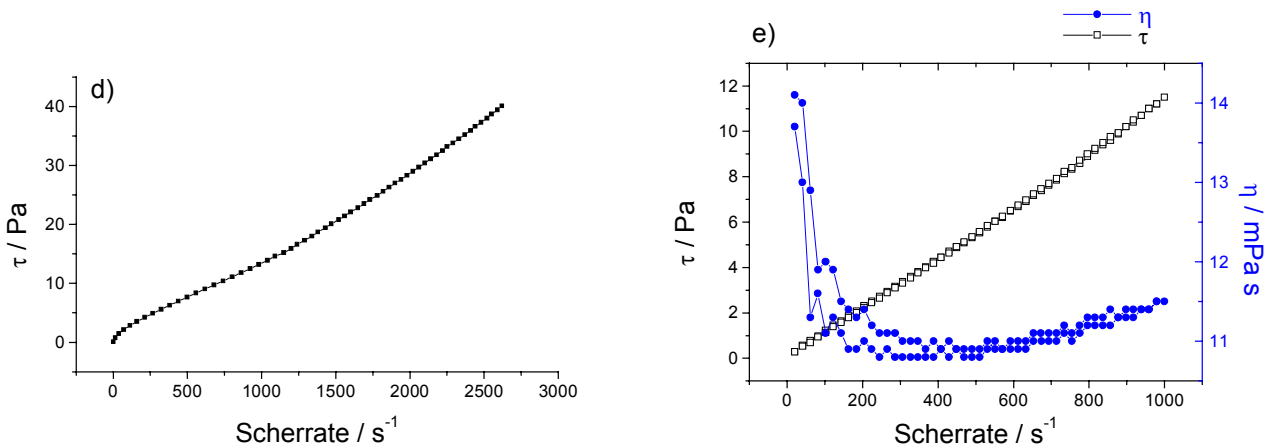 d)
τ / Pa
40
30
20
10
0
0 500 1000 1500 2000 2500 3000
Scherrate / s⁻¹
e)
η
τ
τ / Pa
12
10
8
6
4
2
0
14
13
12
11
η / mPa s
0 200 400 600 800 1000
Scherrate / s⁻¹